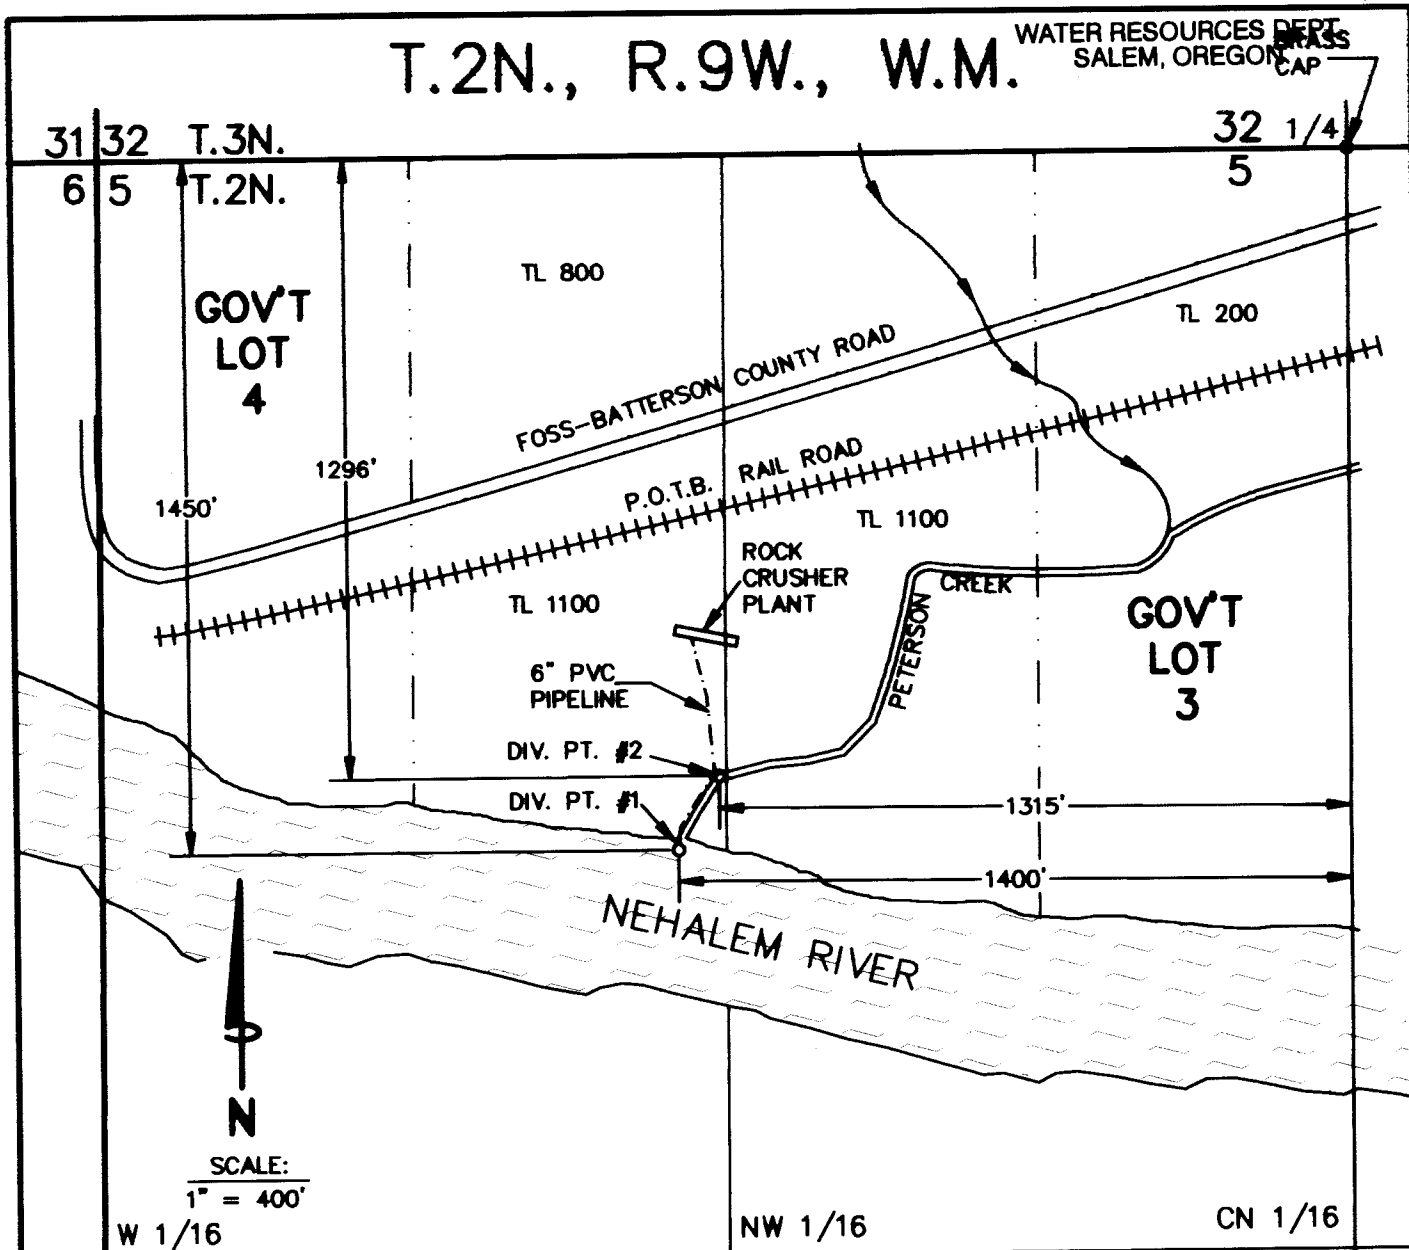 WATER RESOURCES DEPT.
SALEM, OREGON
T.2N., R.9W., W.M.
BRASS
CAP
31 32 T.3N.
32 1/4
6 5 T.2N.
5
TL 800
GOV'T
LOT
4
TL 200
FOSS-BATTERSON COUNTY ROAD
1296'
P.O.T.B. RAIL ROAD
1450'
TL 1100
ROCK
CRUSHER
PLANT
TL 1100
PETERSON CREEK
GOV'T
LOT
3
6" PVC
PIPELINE
DIV. PT. #2
DIV. PT. #1
1315'
1400'
NEHALEM RIVER
N
SCALE:
1" = 400'
W 1/16
NW 1/16
CN 1/16